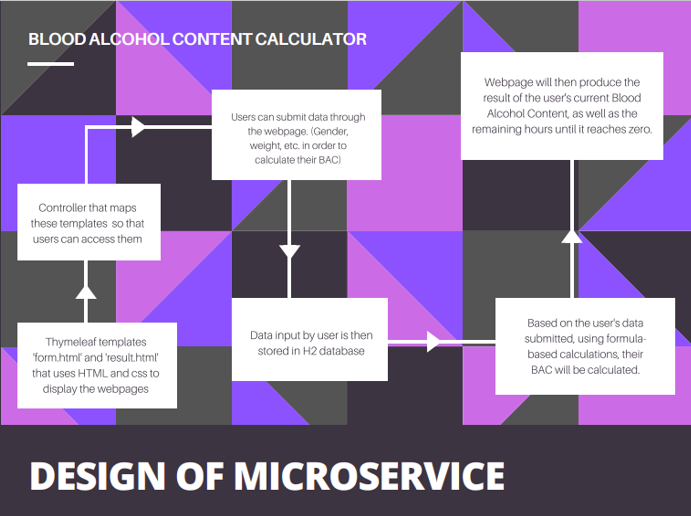 BLOOD ALCOHOL CONTENT CALCULATOR
Thymeleaf templates
'form.html' and 'result.html'
that uses HTML and css to
display the webpages
Controller that maps
these templates so that
users can access them
Users can submit data through
the webpage. (Gender,
weight, etc. in order to
calculate their BAC)
Data input by user is then
stored in H2 database
Based on the user's data
submitted, using formula-
based calculations, their
BAC will be calculated.
Webpage will then produce the
result of the user's current Blood
Alcohol Content, as well as the
remaining hours until it reaches zero.
DESIGN OF MICROSERVICE